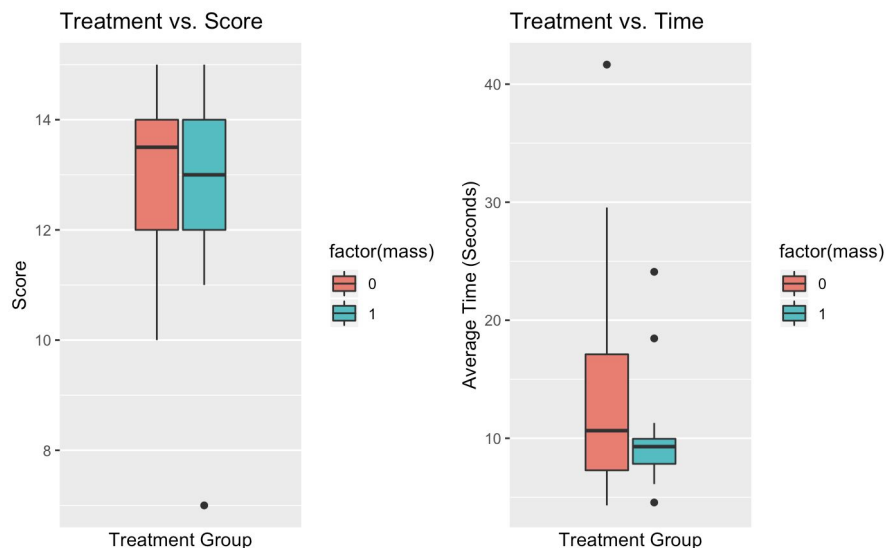 Treatment vs. Score
14
12
10
8
Score
Treatment Group
factor(mass)
0
1
Treatment vs. Time
40
30
20
10
Average Time (Seconds)
Treatment Group
factor(mass)
0
1